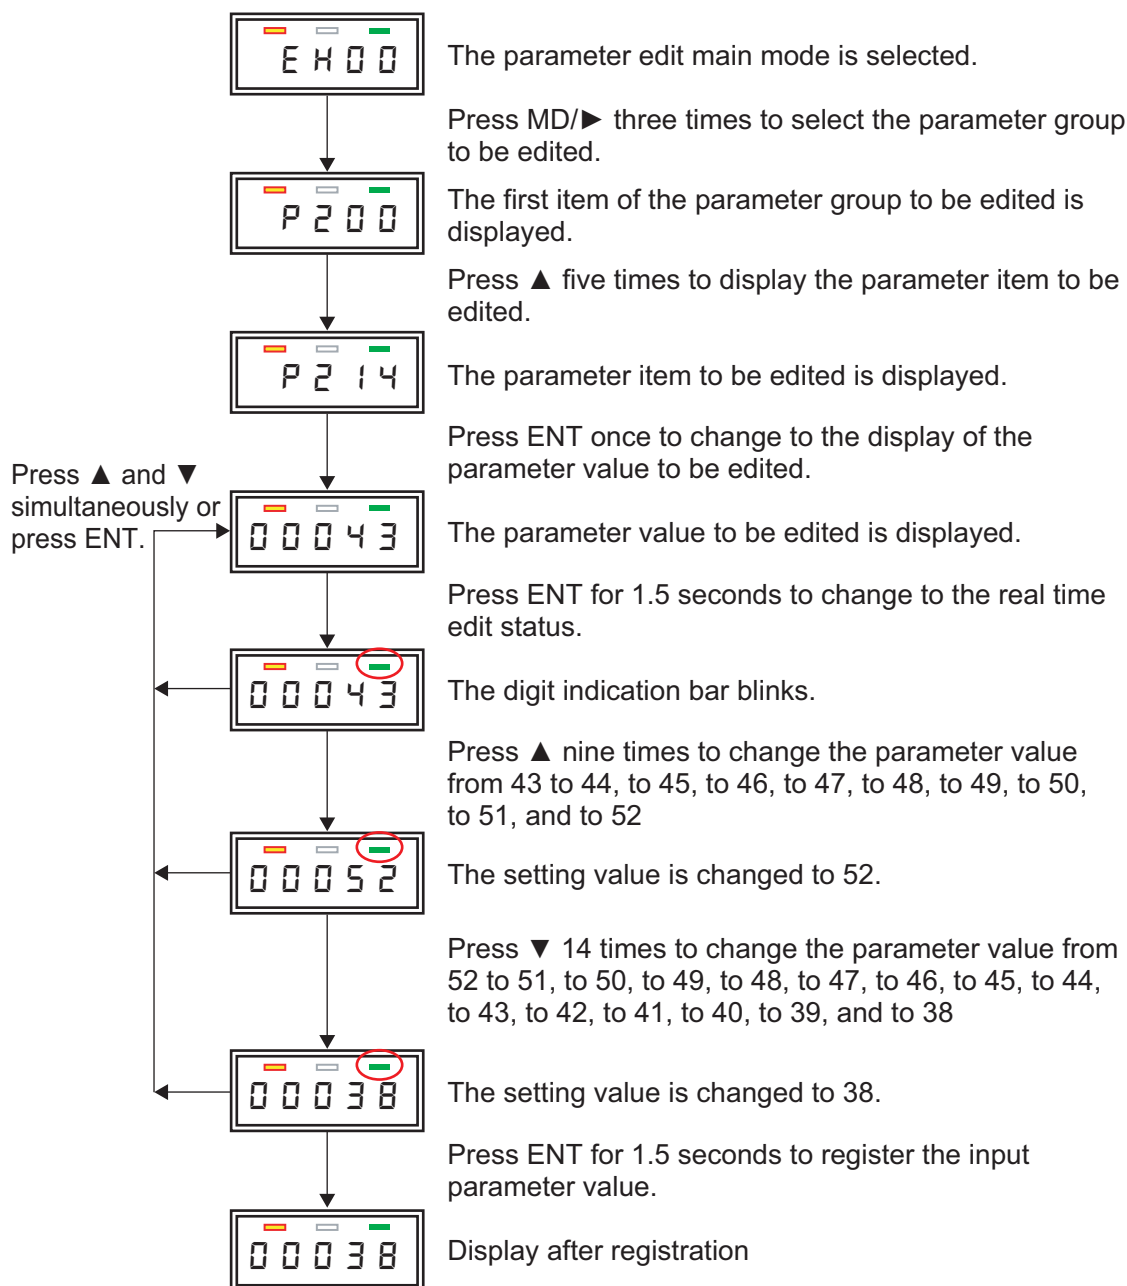 EH00
The parameter edit main mode is selected.
Press MD/► three times to select the parameter group
to be edited.
P200
The first item of the parameter group to be edited is
displayed.
Press ▲ five times to display the parameter item to be
edited.
P214
The parameter item to be edited is displayed.
Press ENT once to change to the display of the
parameter value to be edited.
Press ▲ and ▼
simultaneously or
press ENT.
00043
The parameter value to be edited is displayed.
Press ENT for 1.5 seconds to change to the real time
edit status.
00043
The digit indication bar blinks.
Press ▲ nine times to change the parameter value
from 43 to 44, to 45, to 46, to 47, to 48, to 49, to 50,
to 51, and to 52
00052
The setting value is changed to 52.
Press ▼ 14 times to change the parameter value from
52 to 51, to 50, to 49, to 48, to 47, to 46, to 45, to 44,
to 43, to 42, to 41, to 40, to 39, and to 38
00038
The setting value is changed to 38.
Press ENT for 1.5 seconds to register the input
parameter value.
00038
Display after registration